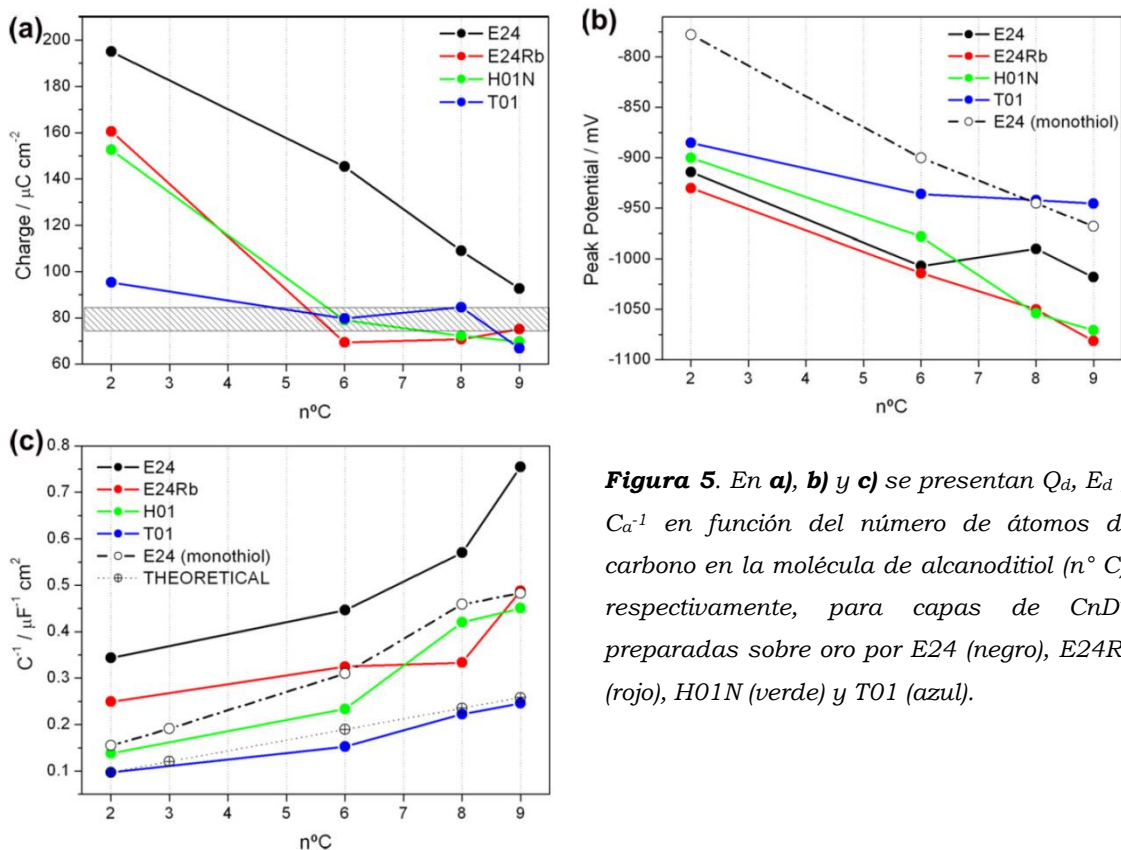 (a)
200
180
160
140
120
100
80
60
Charge / µC cm-2
2 3 4 5 6 7 8 9
nºC
E24
E24Rb
H01N
T01
(b)
-800
-850
-900
-950
-1000
-1050
-1100
Peak Potential / mV
2 3 4 5 6 7 8 9
nºC
E24
E24Rb
H01N
T01
E24 (monothiol)
(c)
0.8
0.7
0.6
0.5
0.4
0.3
0.2
0.1
C-1 / µF-1 cm2
2 3 4 5 6 7 8 9
nºC
E24
E24Rb
H01
T01
E24 (monothiol)
THEORETICAL
Figura 5. En a), b) y c) se presentan Qd, Ed
Ca-1 en función del número de átomos d
carbono en la molécula de alcanoditiol (n° C)
respectivamente, para capas de CnD
preparadas sobre oro por E24 (negro), E24R
(rojo), H01N (verde) y T01 (azul).